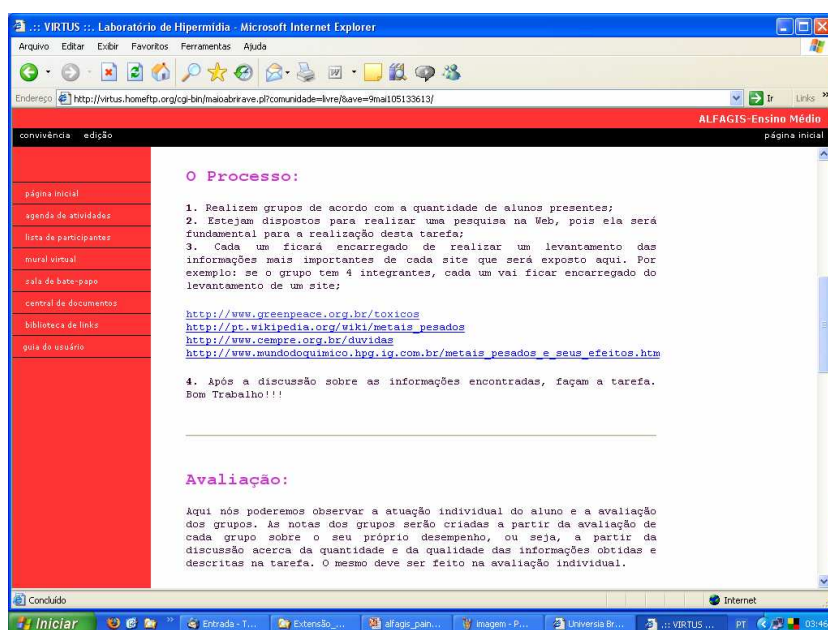 .:: VIRTUS ::. Laboratório de Hipermídia - Microsoft Internet Explorer
Arquivo Editar Exibir Favoritos Ferramentas Ajuda
Endereço http://virtus.homeftp.org/cgi-bin/maioabrirave.pl?comunidade=livre/&ave=9mai105133613/ Ir Links »
ALFAGIS-Ensino Médio
convivência edição página inicial
página inicial
agenda de atividades
lista de participantes
mural virtual
sala de bate-papo
central de documentos
biblioteca de links
guia do usuário
O Processo:
1. Realizem grupos de acordo com a quantidade de alunos presentes;
2. Estejam dispostos para realizar uma pesquisa na Web, pois ela será
fundamental para a realização desta tarefa;
3. Cada um ficará encarregado de realizar um levantamento das
informações mais importantes de cada site que será exposto aqui. Por
exemplo: se o grupo tem 4 integrantes, cada um vai ficar encarregado do
levantamento de um site;
http://www.greenpeace.org.br/toxicos
http://pt.wikipedia.org/wiki/metais_pesados
http://www.cempre.org.br/duvidas
http://www.mundodoquimico.hpg.ig.com.br/metais_pesados_e_seus_efeitos.htm
4. Após a discussão sobre as informações encontradas, façam a tarefa.
Bom Trabalho!!!
Avaliação:
Aqui nós poderemos observar a atuação individual do aluno e a avaliação
dos grupos. As notas dos grupos serão criadas a partir da avaliação de
cada grupo sobre o seu próprio desempenho, ou seja, a partir da
discussão acerca da quantidade e da qualidade das informações obtidas e
descritas na tarefa. O mesmo deve ser feito na avaliação individual.
Concluído Internet
Iniciar » Entrada - T... Extensão_... alfagis_pain... imagem - P... Universia Br... .:: VIRTUS ... PT 03:46